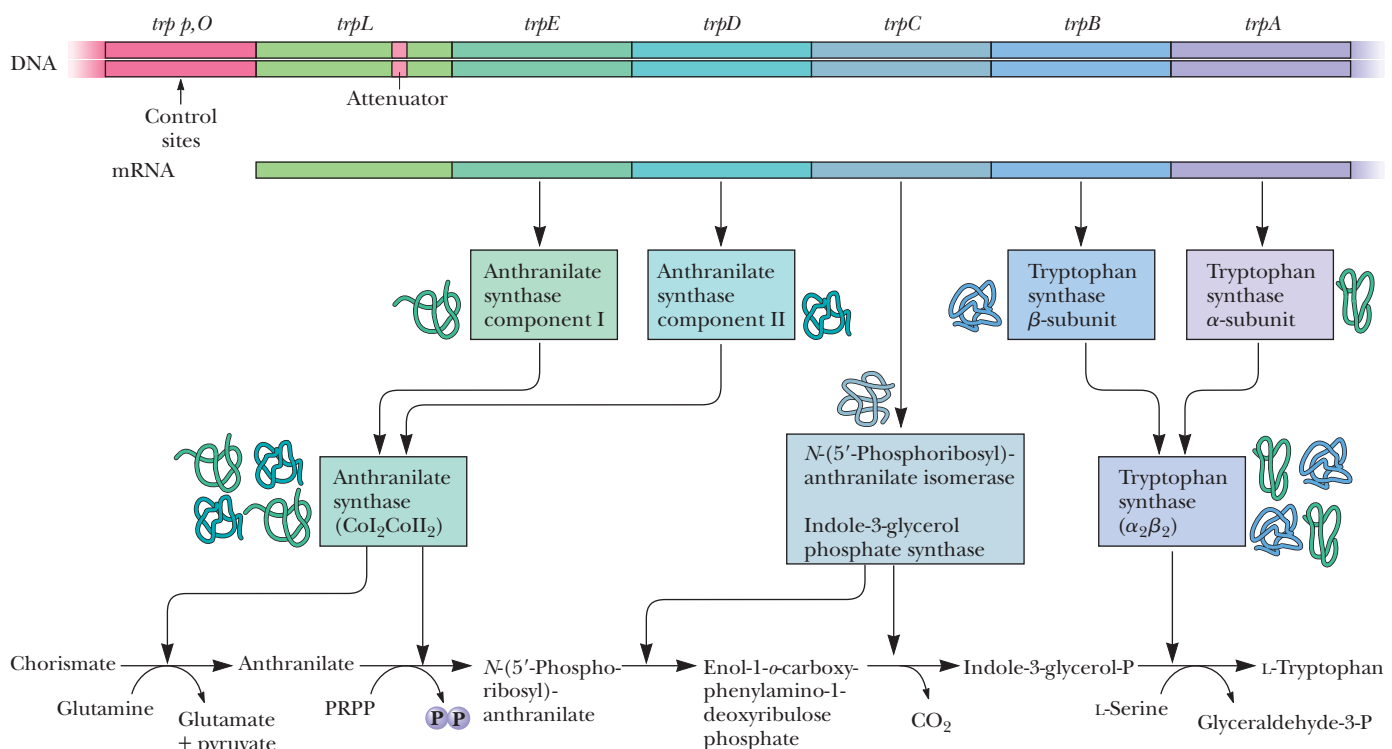 trp p,O trpL trpE trpD trpC trpB trpA
DNA
Attenuator
Control
sites
mRNA
Anthranilate
synthase
component I
Anthranilate
synthase
component II
Tryptophan
synthase
β-subunit
Tryptophan
synthase
α-subunit
Anthranilate
synthase
(CoI₂CoII₂)
N-(5′-Phosphoribosyl)-
anthranilate isomerase
Indole-3-glycerol
phosphate synthase
Tryptophan
synthase
(α₂β₂)
Chorismate
Glutamine
Glutamate
+ pyruvate
Anthranilate
PRPP
P P
N-(5′-Phospho-
ribosyl)-
anthranilate
Enol-1-o-carboxy-
phenylamino-1-
deoxyribulose
phosphate
CO₂
Indole-3-glycerol-P
L-Serine
Glyceraldehyde-3-P
L-Tryptophan